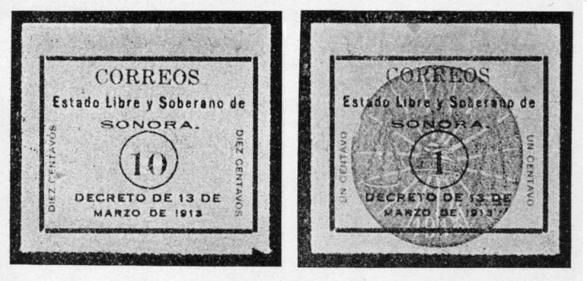 CORREOS
Estado Libre y Soberano de
SONORA.
DIEZ CENTAVOS
10
DIEZ CENTAVOS
DECRETO DE 13 DE
MARZO DE 1913
CORREOS
Estado Libre y Soberano de
SONORA.
UN CENTAVO
1
UN CENTAVO
DECRETO DE 13 DE
MARZO DE 1913